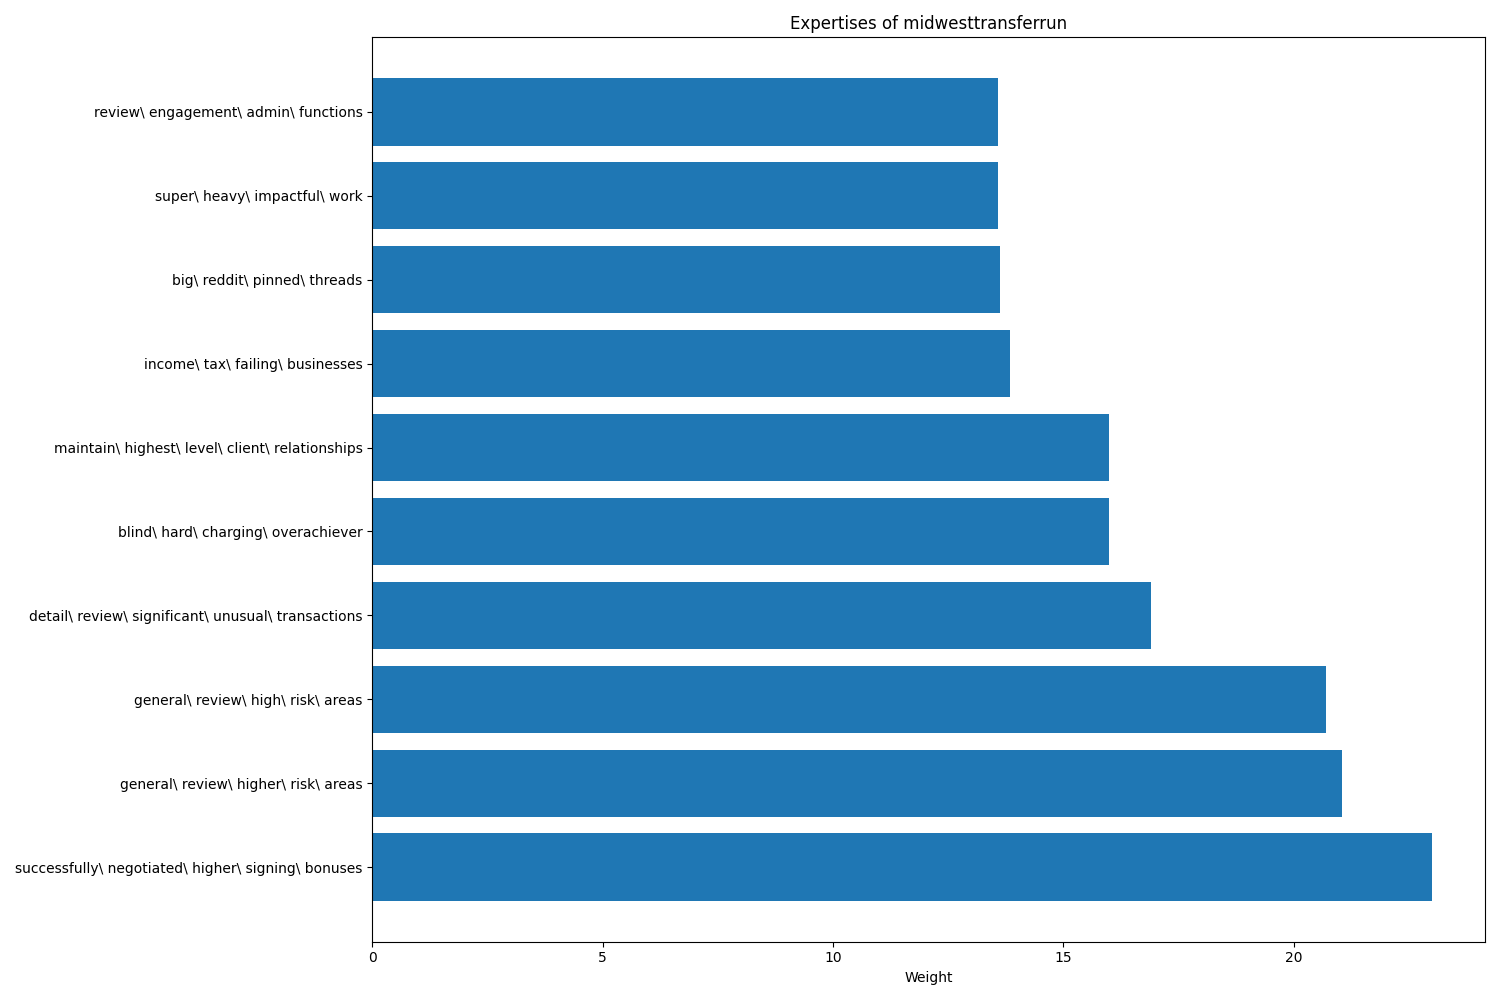 Expertises of midwesttransferrun
review\ engagement\ admin\ functions
super\ heavy\ impactful\ work
big\ reddit\ pinned\ threads
income\ tax\ failing\ businesses
maintain\ highest\ level\ client\ relationships
blind\ hard\ charging\ overachiever
detail\ review\ significant\ unusual\ transactions
general\ review\ high\ risk\ areas
general\ review\ higher\ risk\ areas
successfully\ negotiated\ higher\ signing\ bonuses
0 5 10 15 20
Weight